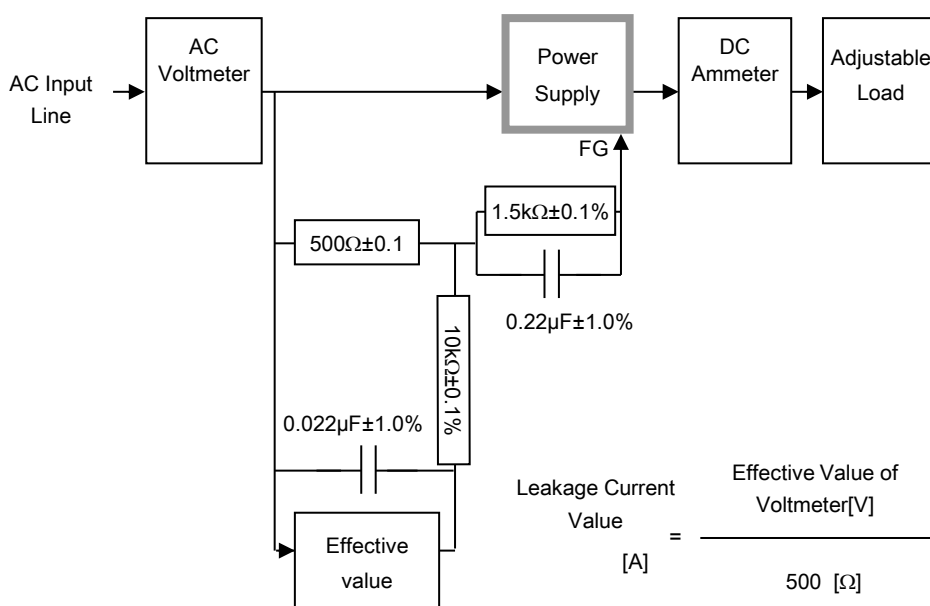 AC Input
Line
AC
Voltmeter
Power
Supply
DC
Ammeter
Adjustable
Load
FG
1.5kΩ±0.1%
500Ω±0.1
0.22µF±1.0%
10kΩ±0.1%
0.022µF±1.0%
Effective
value
Leakage Current
Value
[A]
=
Effective Value of
Voltmeter[V]
500 [Ω]